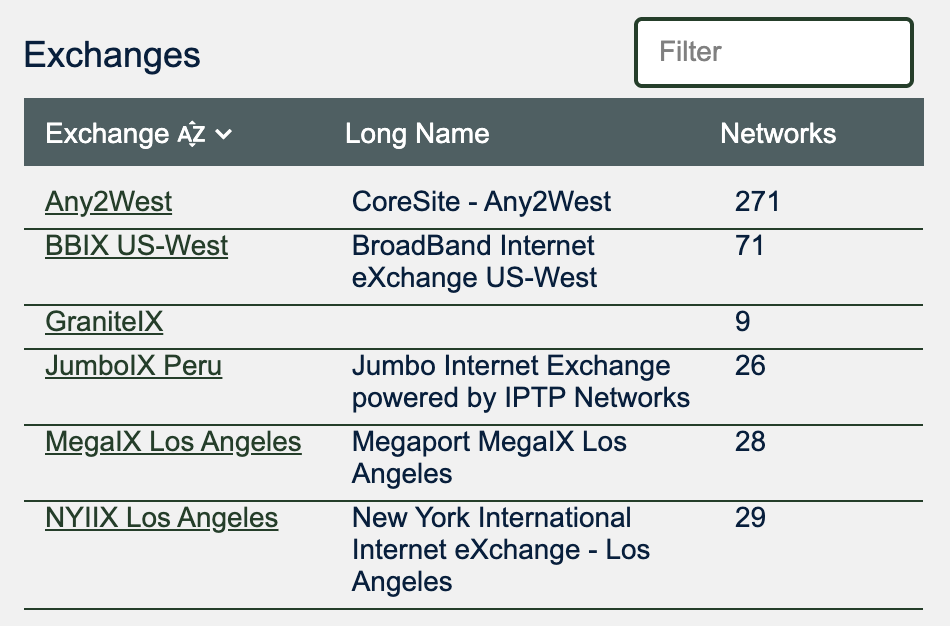 Exchanges
Filter
Exchange AZ
Long Name
Networks
Any2West
CoreSite - Any2West
271
BBIX US-West
BroadBand Internet
eXchange US-West
71
GraniteIX
9
JumboIX Peru
Jumbo Internet Exchange
powered by IPTP Networks
26
MegaIX Los Angeles
Megaport MegaIX Los
Angeles
28
NYIIX Los Angeles
New York International
Internet eXchange - Los
Angeles
29